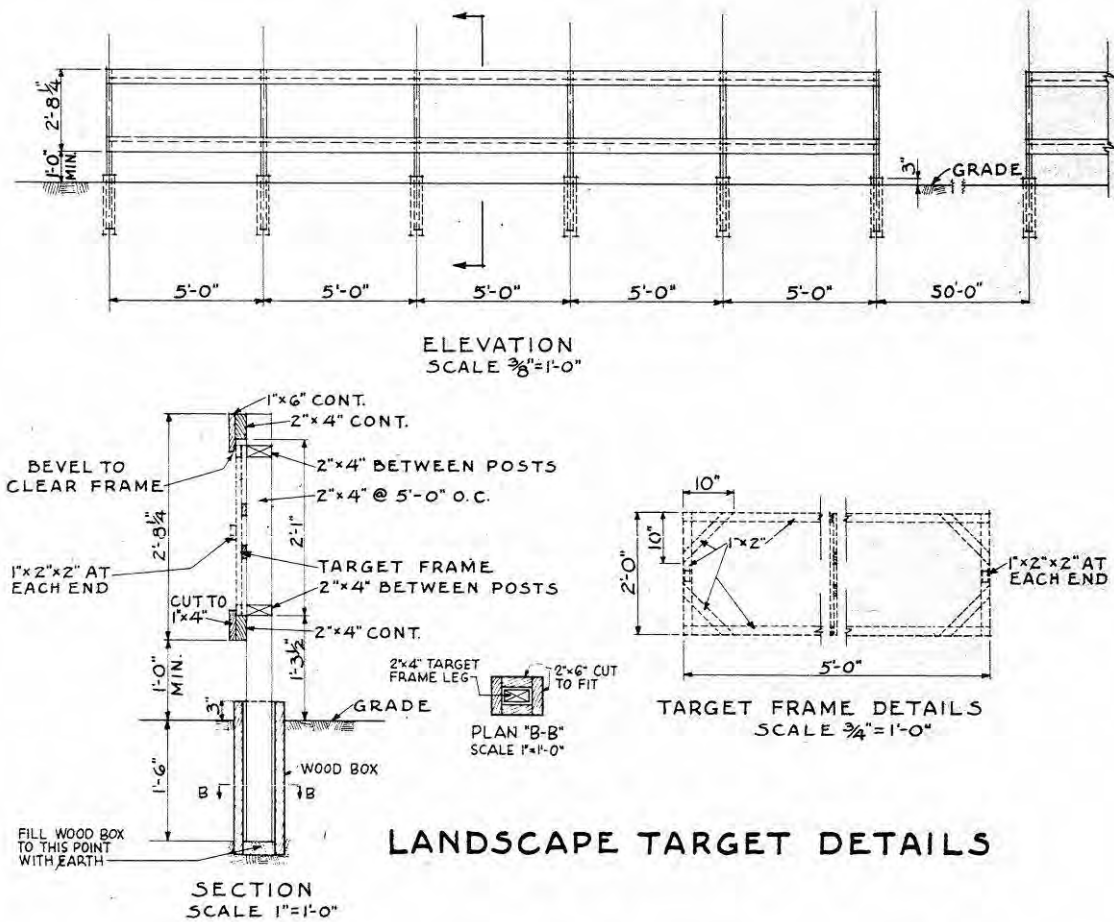 2'-8¼"
1'-0"
MIN.
3"
GRADE
5'-0"
5'-0"
5'-0"
5'-0"
5'-0"
50'-0"
ELEVATION
SCALE ⅜"=1'-0"
1"×6" CONT.
2"×4" CONT.
BEVEL TO
CLEAR FRAME
2"×4" BETWEEN POSTS
2"×4" @ 5'-0" O.C.
2'-8¼"
2'-1"
1"×2"×2" AT
EACH END
TARGET FRAME
2"×4" BETWEEN POSTS
CUT TO
1"×4"
2"×4" CONT.
1'-0"
MIN.
1'-3½"
3"
GRADE
1'-6"
WOOD BOX
B
B
FILL WOOD BOX
TO THIS POINT
WITH EARTH
SECTION
SCALE 1"=1'-0"
2"×4" TARGET
FRAME LEG
2"×6" CUT
TO FIT
PLAN "B-B"
SCALE 1"=1'-0"
10"
10"
2'-0"
1"×2"
1"×2"×2" AT
EACH END
5'-0"
TARGET FRAME DETAILS
SCALE ¾"=1'-0"
LANDSCAPE TARGET DETAILS